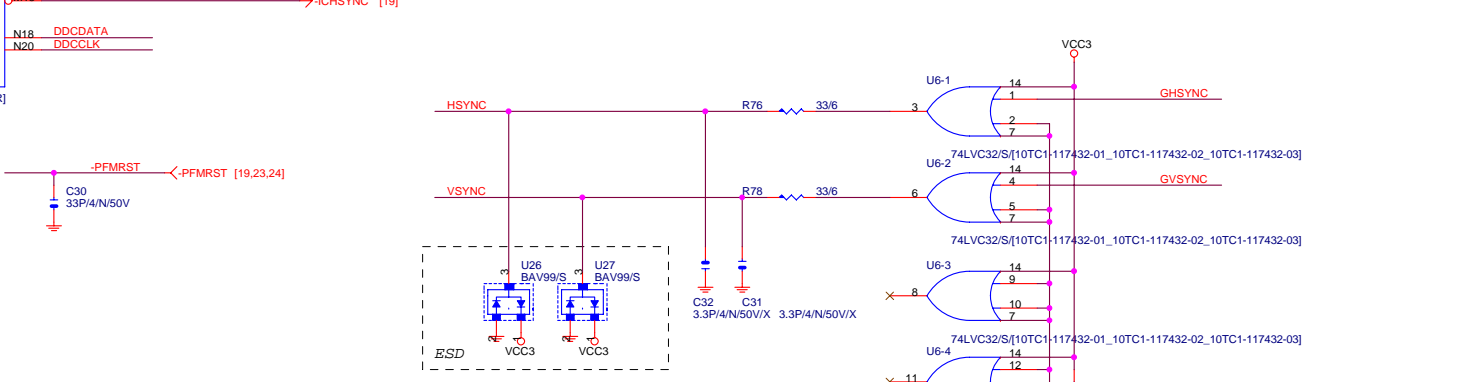 -ICHSYNC [19]
N18 DDCDATA
N20 DDCCLK
R]
-PFMRST
-PFMRST [19,23,24]
C30
33P/4/N/50V
VCC3
HSYNC
R76 33/6
3
U6-1
14
1
2
7
GHSYNC
74LVC32/S/[10TC1-117432-01_10TC1-117432-02_10TC1-117432-03]
VSYNC
R78 33/6
6
U6-2
14
4
5
7
GVSYNC
74LVC32/S/[10TC1-117432-01_10TC1-117432-02_10TC1-117432-03]
3
U26
BAV99/S
2
1
VCC3
3
U27
BAV99/S
2
1
VCC3
ESD
C32
3.3P/4/N/50V/X
C31
3.3P/4/N/50V/X
8
U6-3
14
9
10
7
74LVC32/S/[10TC1-117432-01_10TC1-117432-02_10TC1-117432-03]
11
U6-4
14
12